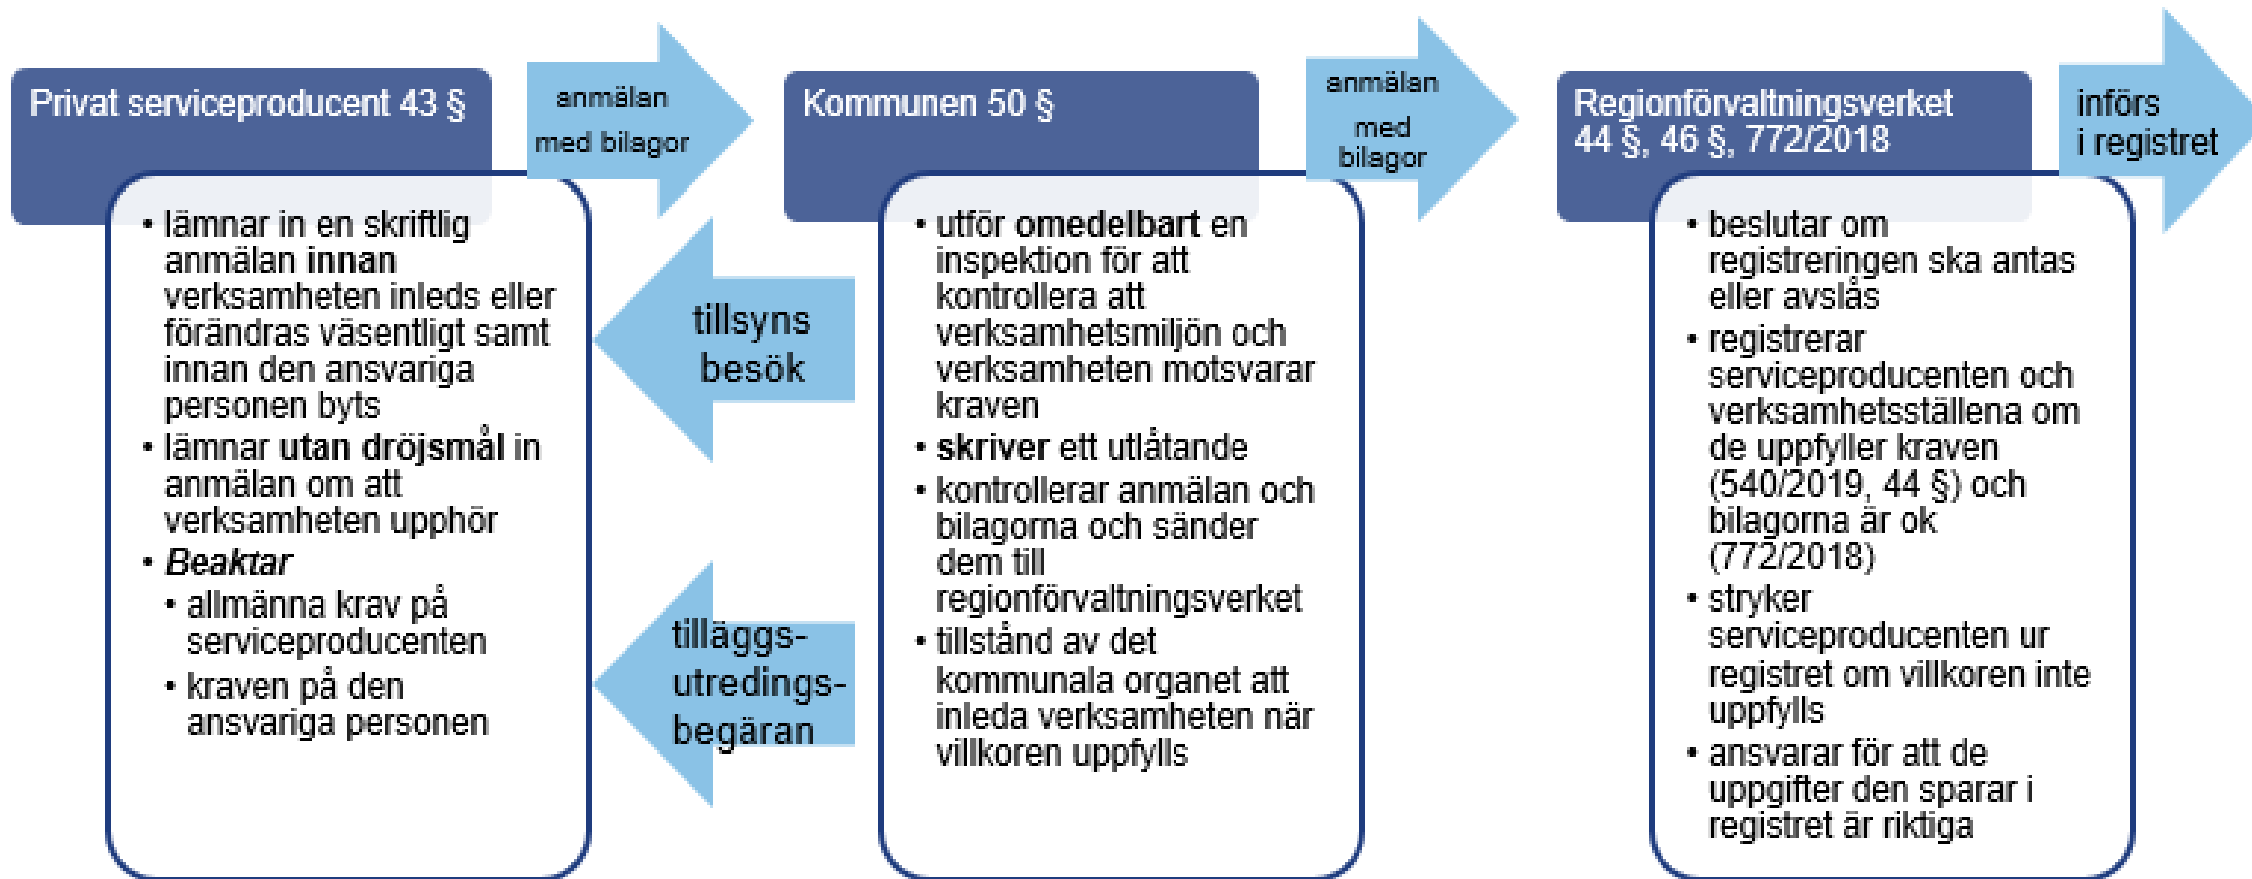 Privat serviceproducent 43 §
• lämnar in en skriftlig
anmälan innan
verksamheten inleds eller
förändras väsentligt samt
innan den ansvariga
personen byts
• lämnar utan dröjsmål in
anmälan om att
verksamheten upphör
• Beaktar
• allmänna krav på
serviceproducenten
• kraven på den
ansvariga personen
anmälan
med bilagor
tillsyns
besök
tilläggs-
utredings-
begäran
Kommunen 50 §
• utför omedelbart en
inspektion för att
kontrollera att
verksamhetsmiljön och
verksamheten motsvarar
kraven
• skriver ett utlåtande
• kontrollerar anmälan och
bilagorna och sänder
dem till
regionförvaltningsverket
• tillstånd av det
kommunala organet att
inleda verksamheten när
villkoren uppfylls
anmälan
med
bilagor
Regionförvaltningsverket
44 §, 46 §, 772/2018
• beslutar om
registreringen ska antas
eller avslås
• registrerar
serviceproducenten och
verksamhetsställena om
de uppfyller kraven
(540/2019, 44 §) och
bilagorna är ok
(772/2018)
• stryker
serviceproducenten ur
registret om villkoren inte
uppfylls
• ansvarar för att de
uppgifter den sparar i
registret är riktiga
införs
i registret